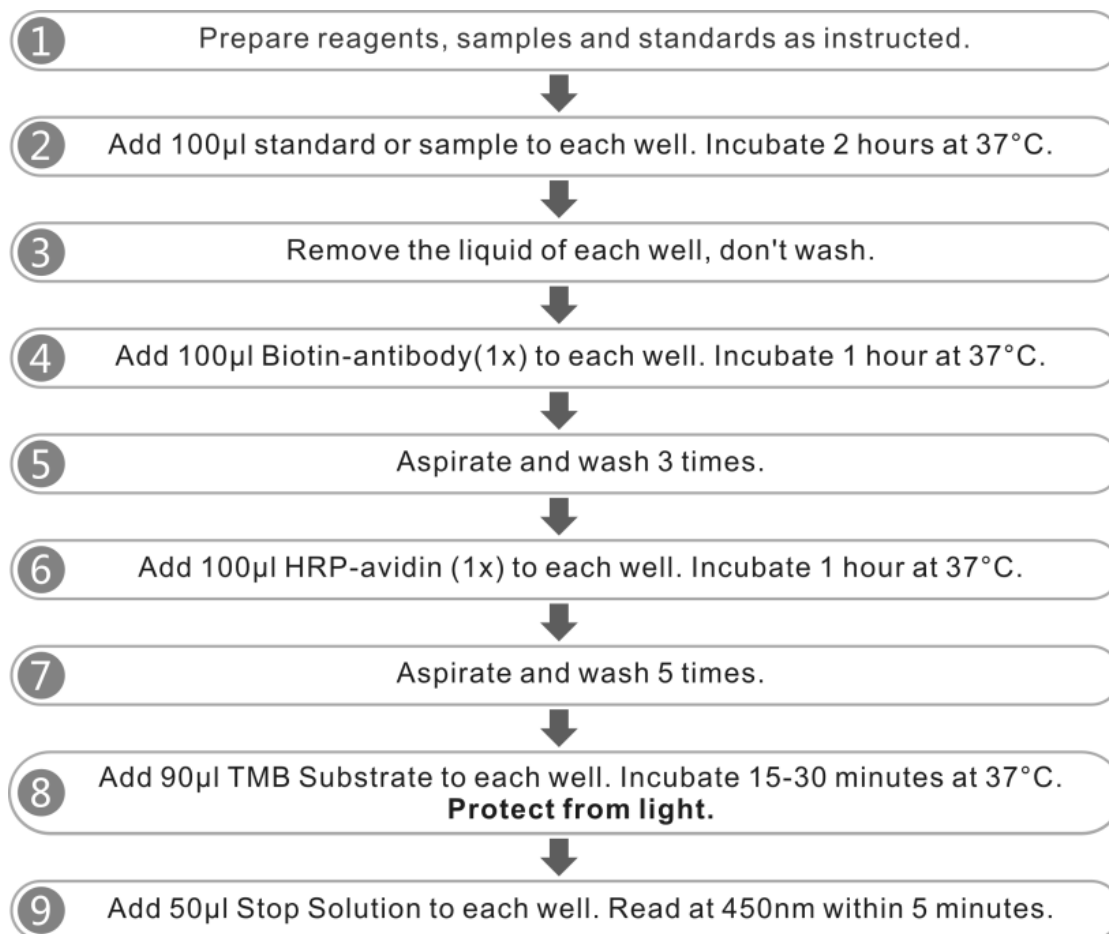 1 Prepare reagents, samples and standards as instructed.
2 Add 100µl standard or sample to each well. Incubate 2 hours at 37°C.
3 Remove the liquid of each well, don't wash.
4 Add 100µl Biotin-antibody(1x) to each well. Incubate 1 hour at 37°C.
5 Aspirate and wash 3 times.
6 Add 100µl HRP-avidin (1x) to each well. Incubate 1 hour at 37°C.
7 Aspirate and wash 5 times.
8 Add 90µl TMB Substrate to each well. Incubate 15-30 minutes at 37°C.
Protect from light.
9 Add 50µl Stop Solution to each well. Read at 450nm within 5 minutes.